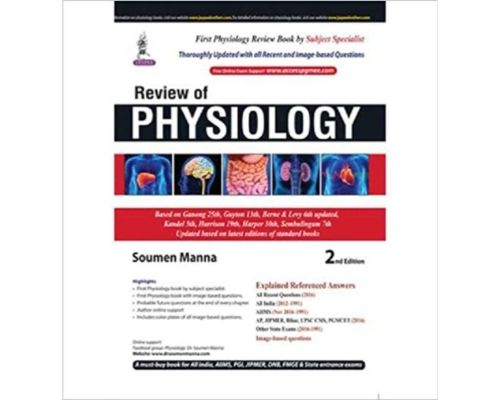 First Physiology Review Book by Subject Specialist
Thoroughly Updated with all Recent and Image-based Questions
Free Online Exam Support www.accesspgmee.com
Review of
PHYSIOLOGY
Based on Ganong 25th, Guyton 13th, Berne & Levy 6th updated,
Kandel 5th, Harrison 19th, Harper 30th, Sembulingam 7th
Updated based on latest editions of standard books
Soumen Manna
2nd Edition
Highlights
• First Physiology book by subject specialist.
• First Physiology book with image-based questions.
• Probable future questions at the end of every chapter.
• Author online support
• Includes color plates of all image-based questions.
Explained Referenced Answers
All Recent Questions (2016)
All India (2012-1991)
AIIMS (Nov 2016-1991)
AP, JIPMER, Bihar, UPSC CMS, PGMCET (2016)
Other State Exams (2016-1991)
Image-based questions
Online support
Facebook group-Physiology Dr. Soumen Manna
Website: www.drsoumenmanna.com
A must-buy book for All India, AIIMS, PGI, JIPMER, DNB, FMGE & State entrance exams